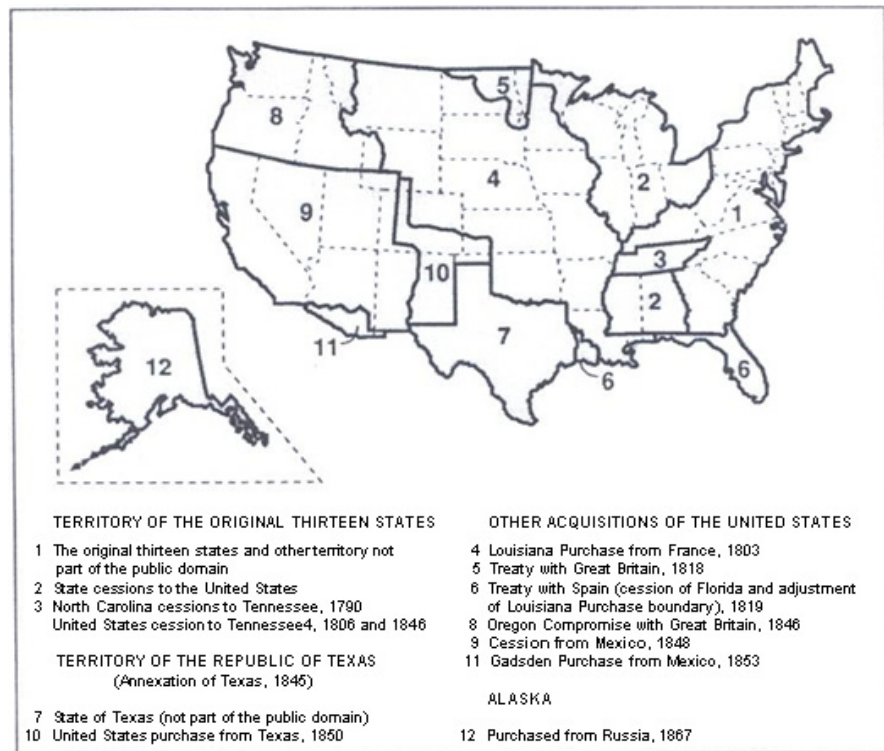 5
8
4
2
9
1
3
10
2
7
11
6
6
12
TERRITORY OF THE ORIGINAL THIRTEEN STATES
1 The original thirteen states and other territory not
part of the public domain
2 State cessions to the United States
3 North Carolina cessions to Tennessee, 1790
United States cession to Tennessee4, 1806 and 1846
TERRITORY OF THE REPUBLIC OF TEXAS
(Annexation of Texas, 1845)
7 State of Texas (not part of the public domain)
10 United States purchase from Texas, 1850
OTHER ACQUISITIONS OF THE UNITED STATES
4 Louisiana Purchase from France, 1803
5 Treaty with Great Britain, 1818
6 Treaty with Spain (cession of Florida and adjustment
of Louisiana Purchase boundary), 1819
8 Oregon Compromise with Great Britain, 1846
9 Cession from Mexico, 1848
11 Gadsden Purchase from Mexico, 1853
ALASKA
12 Purchased from Russia, 1867